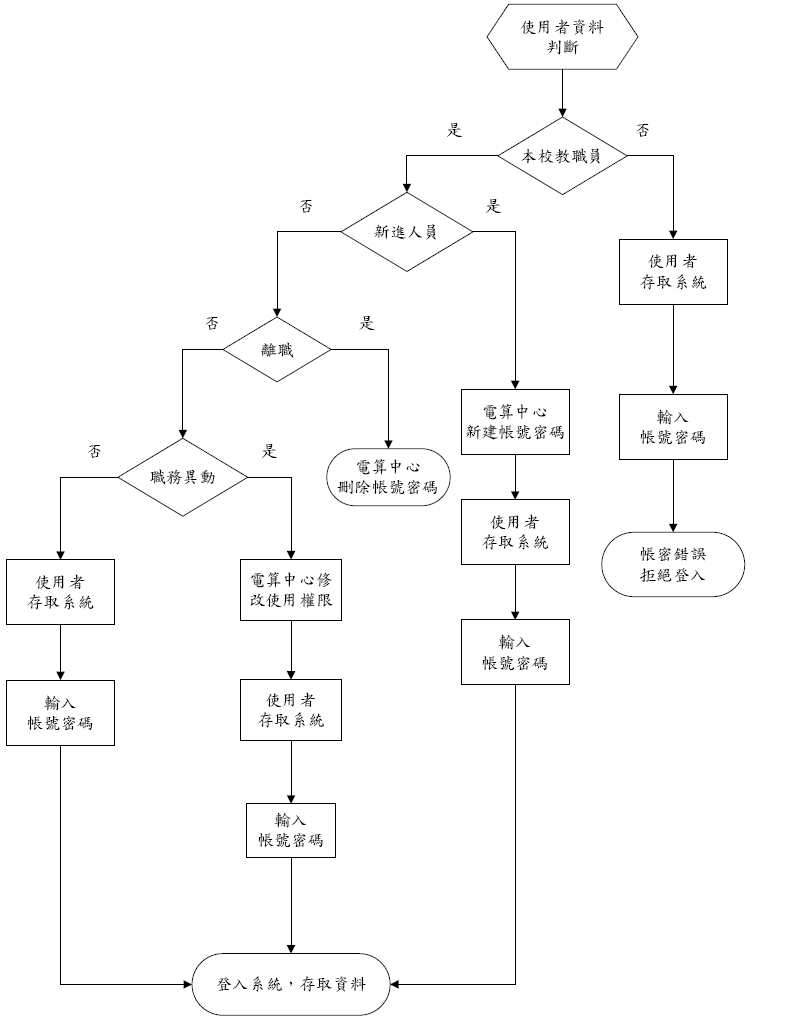 使用者資料
判斷
是
否
本校教職員
否
是
新進人員
使用者
存取系統
否
是
離職
電算中心
新建帳號密碼
輸入
帳號密碼
否
是
職務異動
電算中心
刪除帳號密碼
使用者
存取系統
帳密錯誤
拒絕登入
使用者
存取系統
電算中心修
改使用權限
輸入
帳號密碼
輸入
帳號密碼
使用者
存取系統
輸入
帳號密碼
登入系統，存取資料